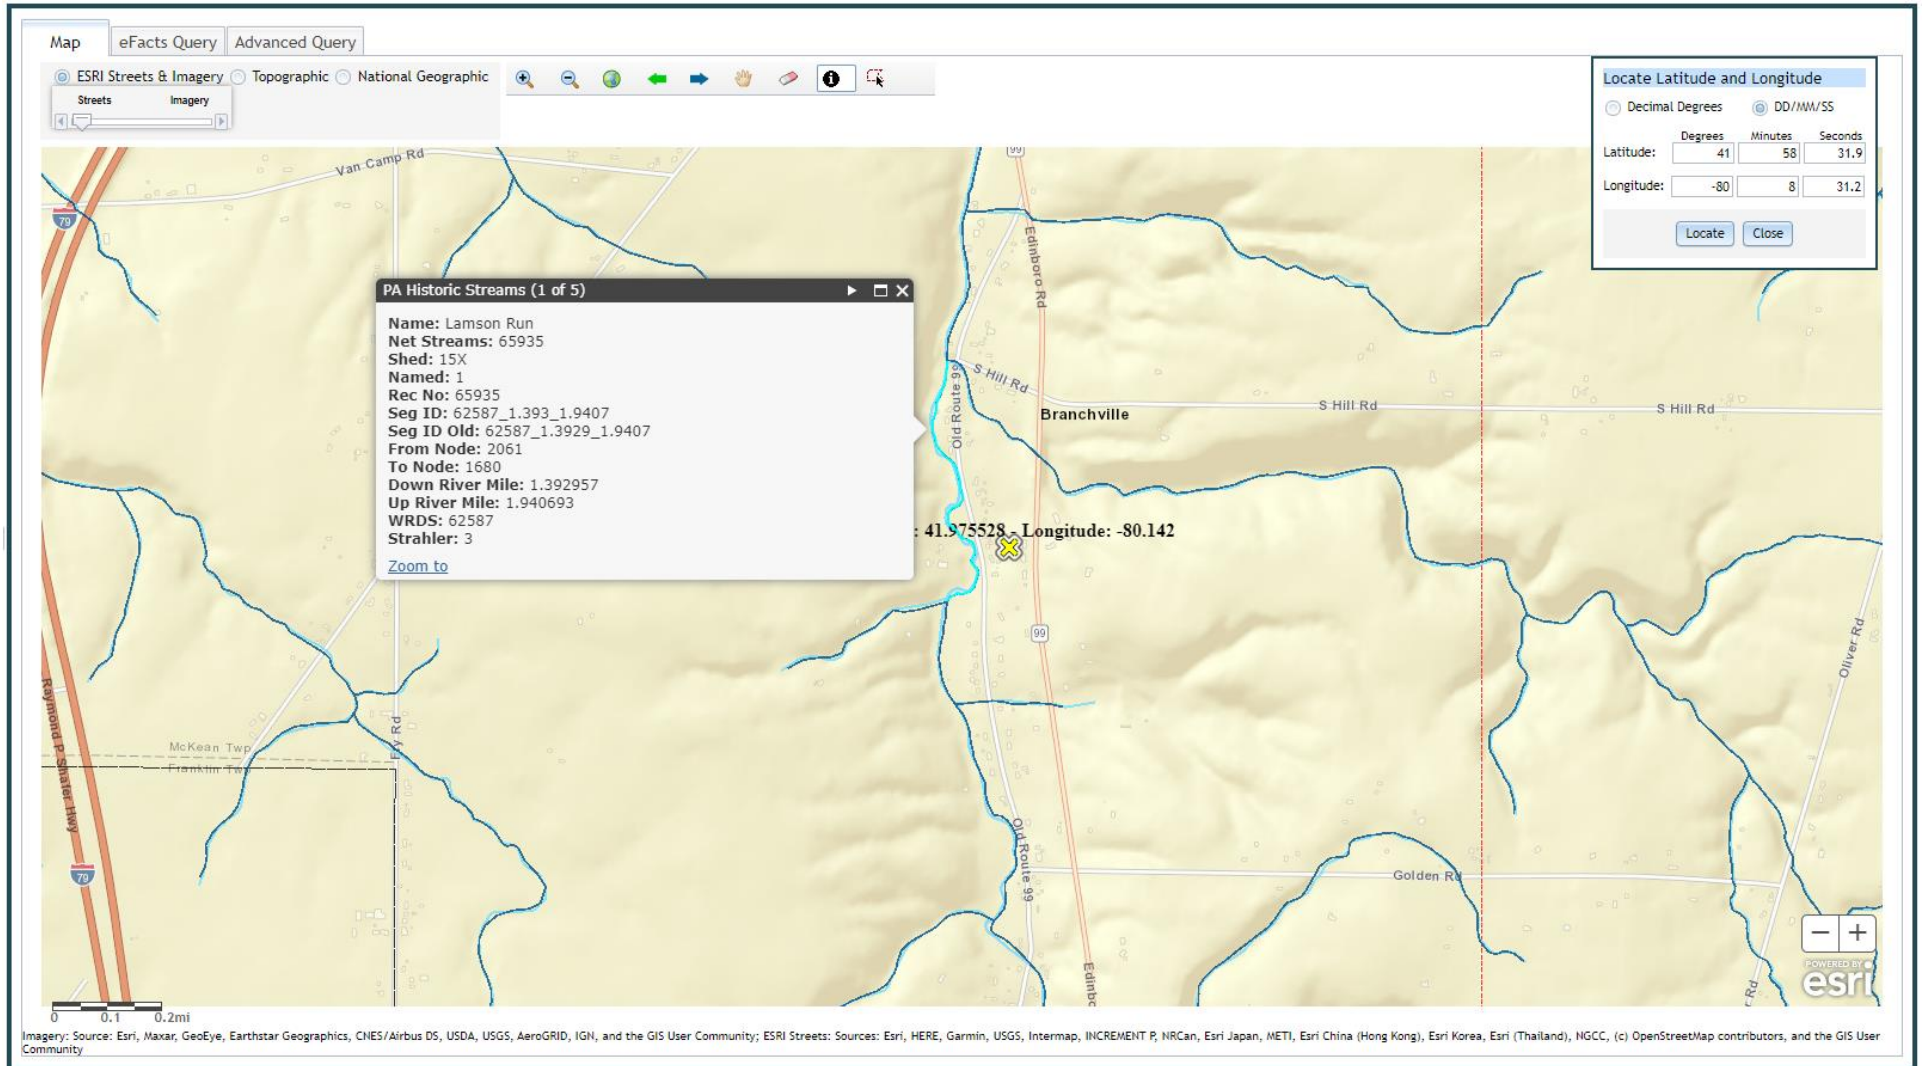 Map eFacts Query Advanced Query
ESRI Streets & Imagery Topographic National Geographic
Streets Imagery
Locate Latitude and Longitude
Decimal Degrees DD/MM/SS
Degrees Minutes Seconds
Latitude: 41 58 31.9
Longitude: -80 8 31.2
Locate Close
Van Camp Rd
99
79
Edinboro Rd
PA Historic Streams (1 of 5)
Name: Lamson Run
Net Streams: 65935
Shed: 15X
Named: 1
Rec No: 65935
Seg ID: 62587_1.393_1.9407
Seg ID Old: 62587_1.3929_1.9407
From Node: 2061
To Node: 1680
Down River Mile: 1.392957
Up River Mile: 1.940693
WRDS: 62587
Strahler: 3
Zoom to
S Hill Rd
Old Route 99
Branchville
S Hill Rd
S Hill Rd
: 41.975528 - Longitude: -80.142
99
Oliver Rd
Raymond P Shafer Hwy
Fry Rd
McKean Twp
Franklin Twp
Old Route 99
Golden Rd
79
Edinbo
r Rd
POWERED BY
esri
0 0.1 0.2mi
Imagery: Source: Esri, Maxar, GeoEye, Earthstar Geographics, CNES/Airbus DS, USDA, USGS, AeroGRID, IGN, and the GIS User Community; ESRI Streets: Sources: Esri, HERE, Garmin, USGS, Intermap, INCREMENT P, NRCan, Esri Japan, METI, Esri China (Hong Kong), Esri Korea, Esri (Thailand), NGCC, (c) OpenStreetMap contributors, and the GIS User
Community